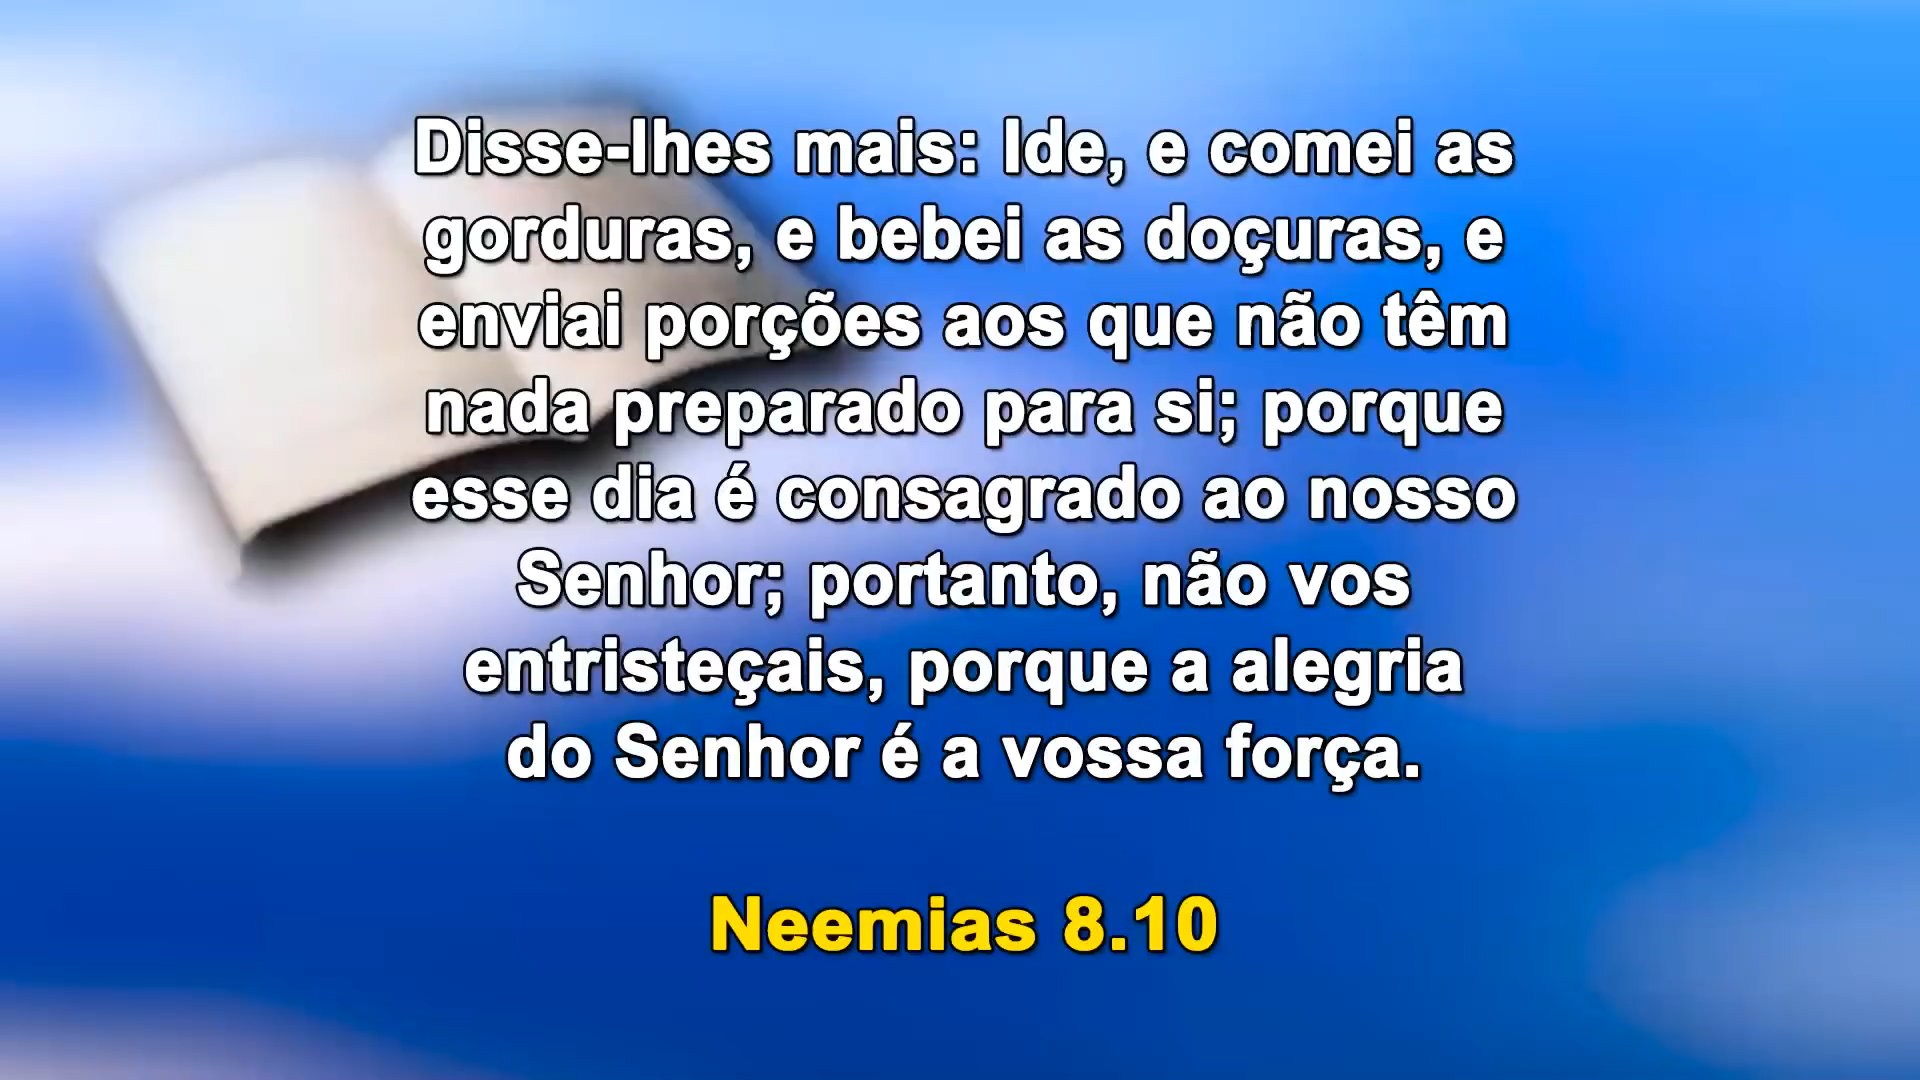 Disse-lhes mais: Ide, e comei as
gorduras, e bebei as doçuras, e
enviai porções aos que não têm
nada preparado para si; porque
esse dia é consagrado ao nosso
Senhor; portanto, não vos
entristeçais, porque a alegria
do Senhor é a vossa força.
Neemias 8.10